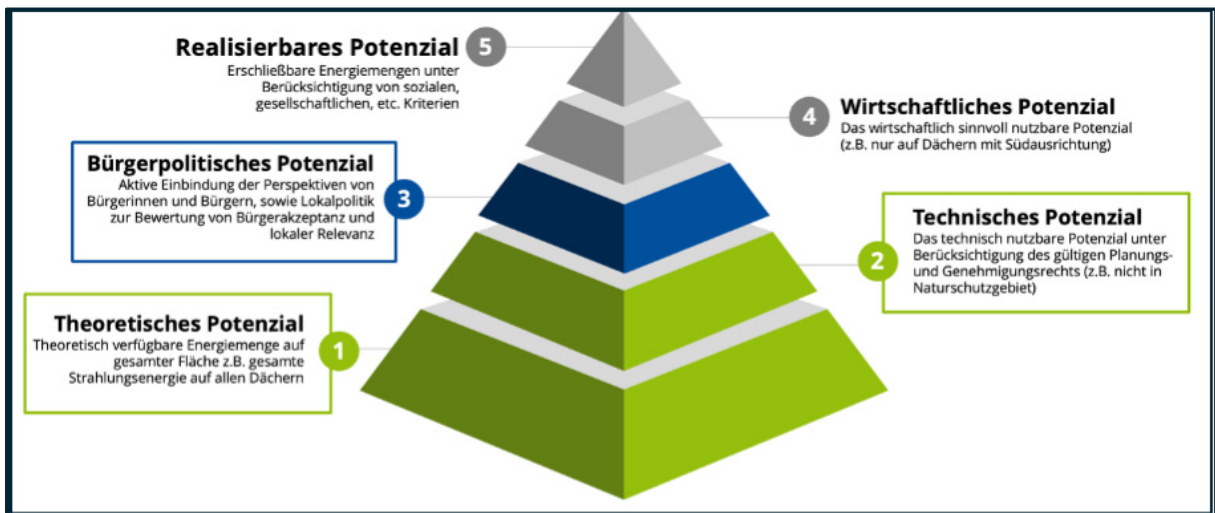 Realisierbares Potenzial
5
Erschließbare Energiemengen unter
Berücksichtigung von sozialen,
gesellschaftlichen, etc. Kriterien
4
Wirtschaftliches Potenzial
Das wirtschaftlich sinnvoll nutzbare Potenzial
(z.B. nur auf Dächern mit Südausrichtung)
Bürgerpolitisches Potenzial
Aktive Einbindung der Perspektiven von
Bürgerinnen und Bürgern, sowie Lokalpolitik
zur Bewertung von Bürgerakzeptanz und
lokaler Relevanz
3
2
Technisches Potenzial
Das technisch nutzbare Potenzial unter
Berücksichtigung des gültigen Planungs-
und Genehmigungsrechts (z.B. nicht in
Naturschutzgebiet)
Theoretisches Potenzial
Theoretisch verfügbare Energiemenge auf
gesamter Fläche z.B. gesamte
Strahlungsenergie auf allen Dächern
1